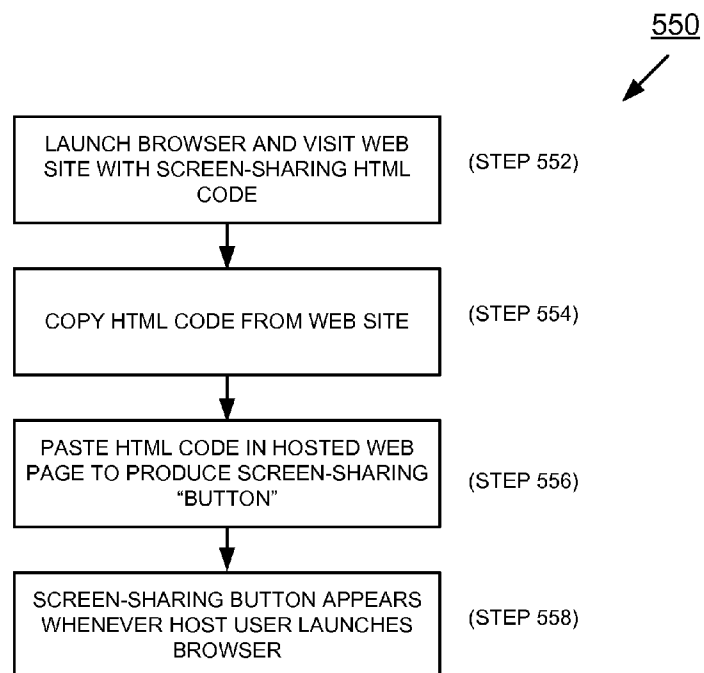 550
LAUNCH BROWSER AND VISIT WEB
SITE WITH SCREEN-SHARING HTML
CODE
(STEP 552)
COPY HTML CODE FROM WEB SITE
(STEP 554)
PASTE HTML CODE IN HOSTED WEB
PAGE TO PRODUCE SCREEN-SHARING
“BUTTON”
(STEP 556)
SCREEN-SHARING BUTTON APPEARS
WHENEVER HOST USER LAUNCHES
BROWSER
(STEP 558)